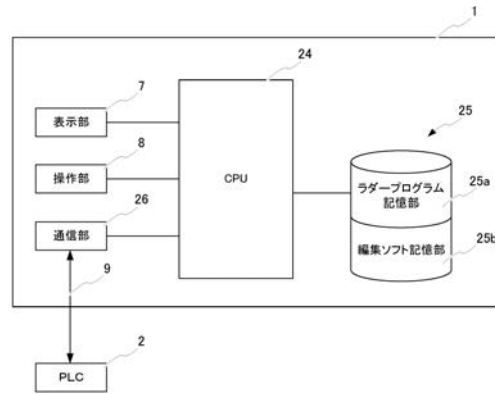 1
24
7
表示部
8
操作部
26
通信部
CPU
25
ラダープログラム
記憶部
25a
編集ソフト記憶部
25b
9
2
PLC